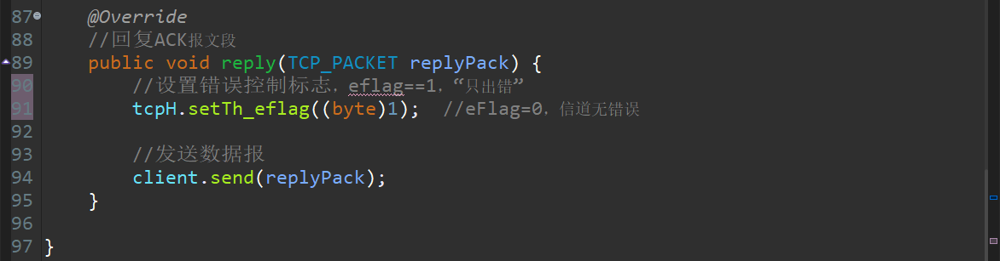 87 @Override
88 //回复ACK报文段
89 public void reply(TCP_PACKET replyPack) {
90 //设置错误控制标志，eflag==1，“只出错”
91 tcpH.setTh_eflag((byte)1); //eFlag=0，信道无错误
92
93 //发送数据报
94 client.send(replyPack);
95 }
96
97 }